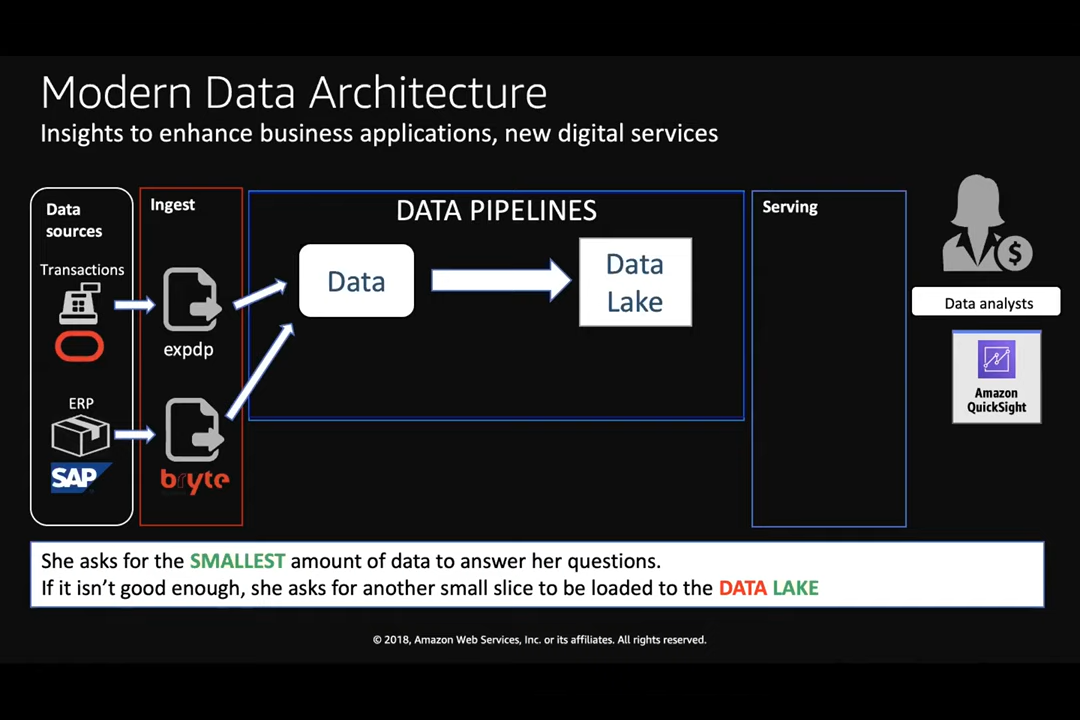 Modern Data Architecture
Insights to enhance business applications, new digital services
Data
sources
Transactions
ERP
SAP
Ingest
expdp
bryte
DATA PIPELINES
Data
Data
Lake
Serving
$
Data analysts
Amazon
QuickSight
She asks for the SMALLEST amount of data to answer her questions.
If it isn’t good enough, she asks for another small slice to be loaded to the DATA LAKE
© 2018, Amazon Web Services, Inc. or its affiliates. All rights reserved.